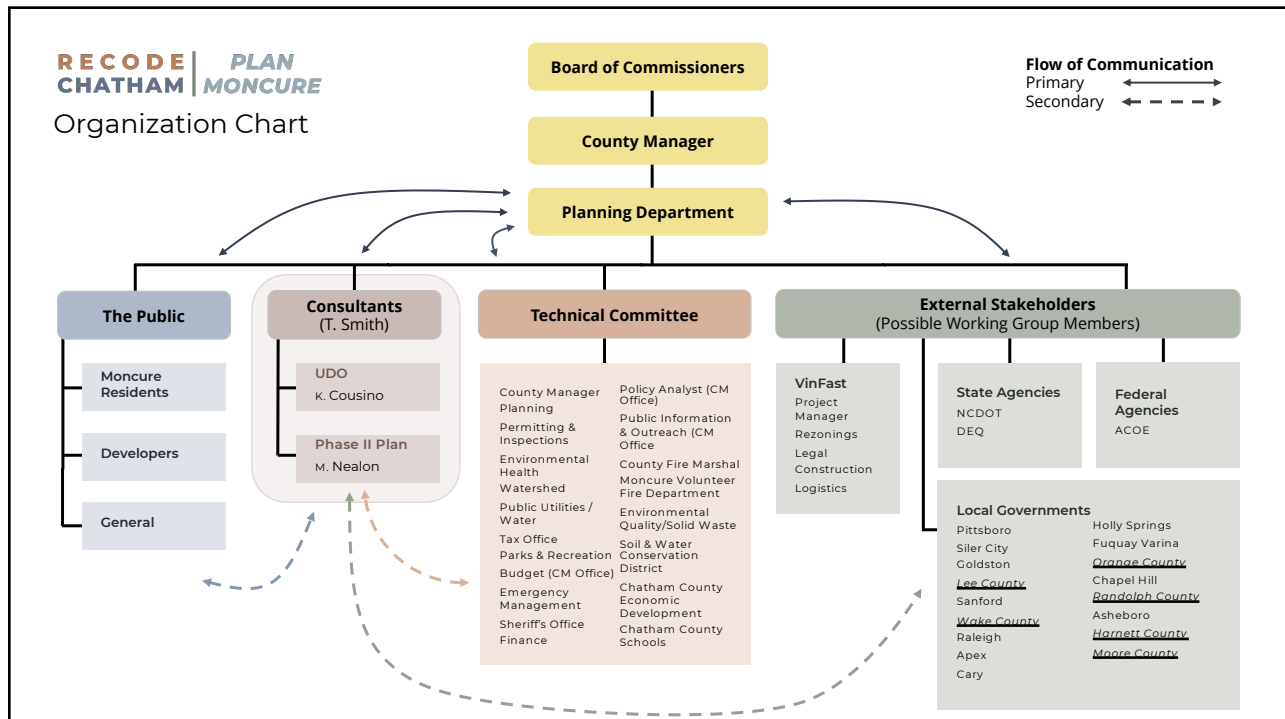 RECODE
CHATHAM
PLAN
MONCURE
Organization Chart
Flow of Communication
Primary
Secondary
Board of Commissioners
County Manager
Planning Department
The Public
Moncure
Residents
Developers
General
Consultants
(T. Smith)
UDO
K. Cousino
Phase II Plan
M. Nealon
Technical Committee
County Manager
Planning
Permitting &
Inspections
Environmental
Health
Watershed
Public Utilities /
Water
Tax Office
Parks & Recreation
Budget (CM Office)
Emergency
Management
Sheriff's Office
Finance
Policy Analyst (CM
Office)
Public Information
& Outreach (CM
Office
County Fire Marshal
Moncure Volunteer
Fire Department
Environmental
Quality/Solid Waste
Soil & Water
Conservation
District
Chatham County
Economic
Development
Chatham County
Schools
External Stakeholders
(Possible Working Group Members)
VinFast
Project
Manager
Rezonings
Legal
Construction
Logistics
State Agencies
NCDOT
DEQ
Federal
Agencies
ACOE
Local Governments
Pittsboro
Siler City
Goldston
Lee County
Sanford
Wake County
Raleigh
Apex
Cary
Holly Springs
Fuquay Varina
Orange County
Chapel Hill
Randolph County
Asheboro
Harnett County
Moore County